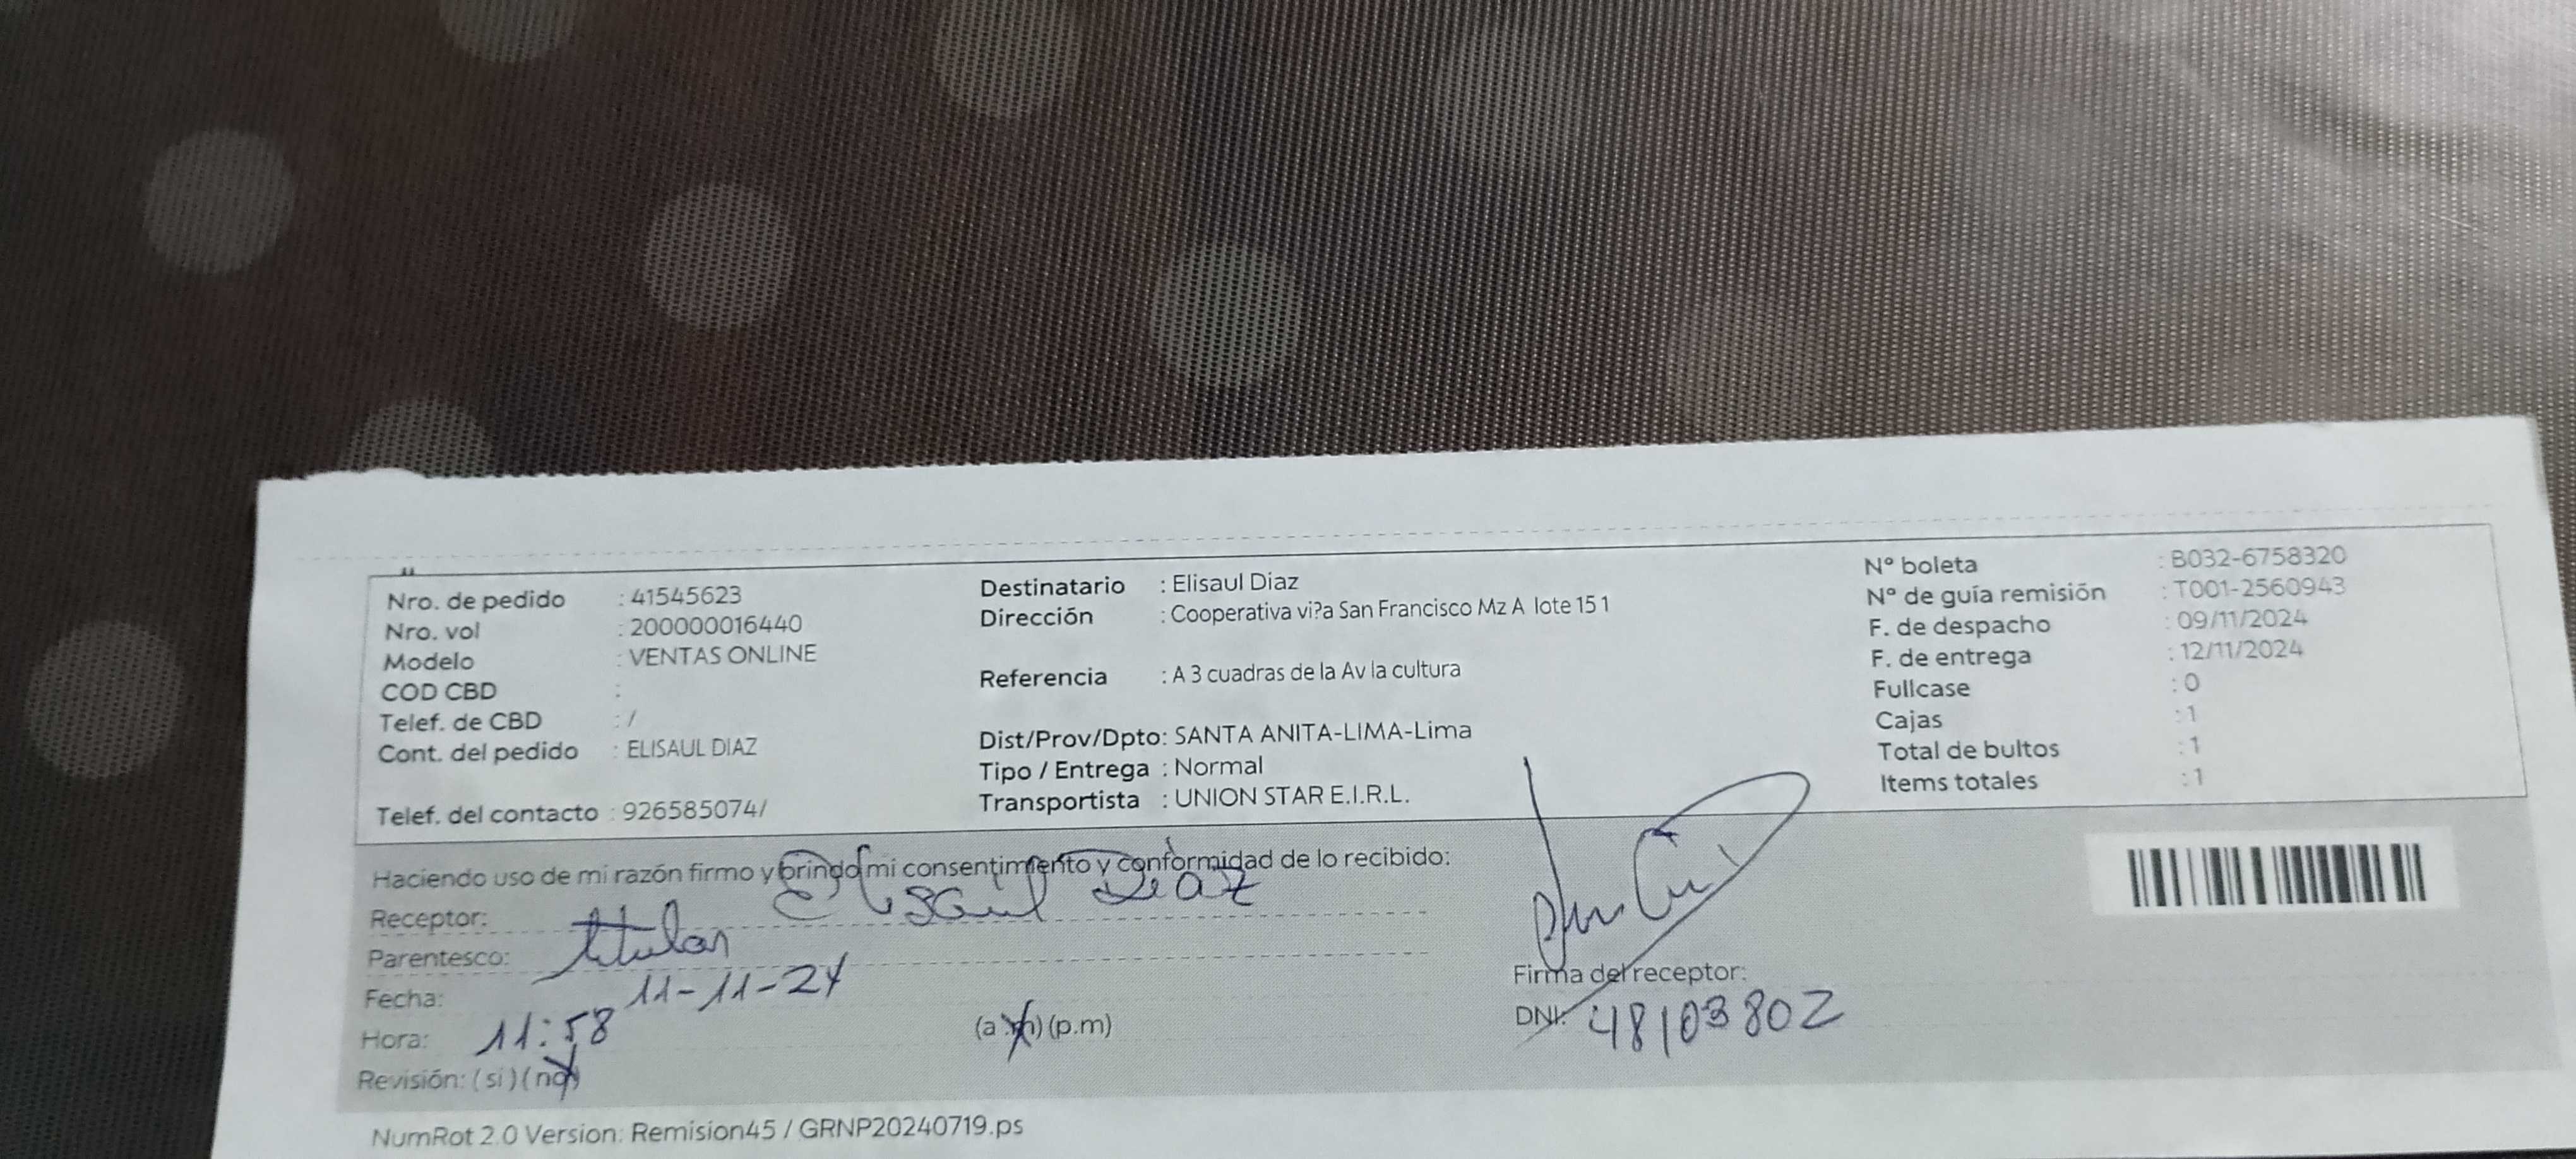 Nro. de pedido : 41545623
Nro. vol : 200000016440
Modelo : VENTAS ONLINE
COD CBD :
Telef. de CBD : /
Cont. del pedido : ELISAUL DIAZ
Telef. del contacto : 926585074/
Destinatario : Elisaul Diaz
Dirección : Cooperativa vi?a San Francisco Mz A lote 15 1
Referencia : A 3 cuadras de la Av la cultura
Dist/Prov/Dpto: SANTA ANITA-LIMA-Lima
Tipo / Entrega : Normal
Transportista : UNION STAR E.I.R.L.
Nº boleta : B032-6758320
Nº de guía remisión : T001-2560943
F. de despacho : 09/11/2024
F. de entrega : 12/11/2024
Fullcase : 0
Cajas : 1
Total de bultos : 1
Items totales : 1
Haciendo uso de mi razón firmo y brindo mi consentimiento y conformidad de lo recibido:
Receptor: Elisaul Diaz
Parentesco: titular
Fecha: 11-11-24
Hora: 11:58 (a.m) (p.m)
Revisión: (si) (no)
Firma del receptor:
DNI: 48103802
NumRot 2.0 Version: Remision45 / GRNP20240719.ps